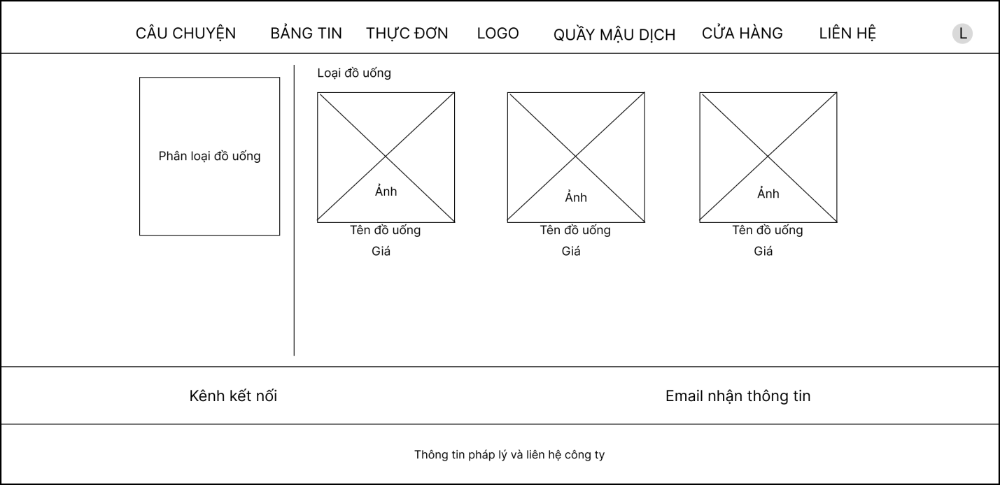 CÂU CHUYỆN
BẢNG TIN
THỰC ĐƠN
LOGO
QUẦY MẬU DỊCH
CỬA HÀNG
LIÊN HỆ
L
Phân loại đồ uống
Loại đồ uống
Ảnh
Tên đồ uống
Giá
Ảnh
Tên đồ uống
Giá
Ảnh
Tên đồ uống
Giá
Kênh kết nối
Email nhận thông tin
Thông tin pháp lý và liên hệ công ty